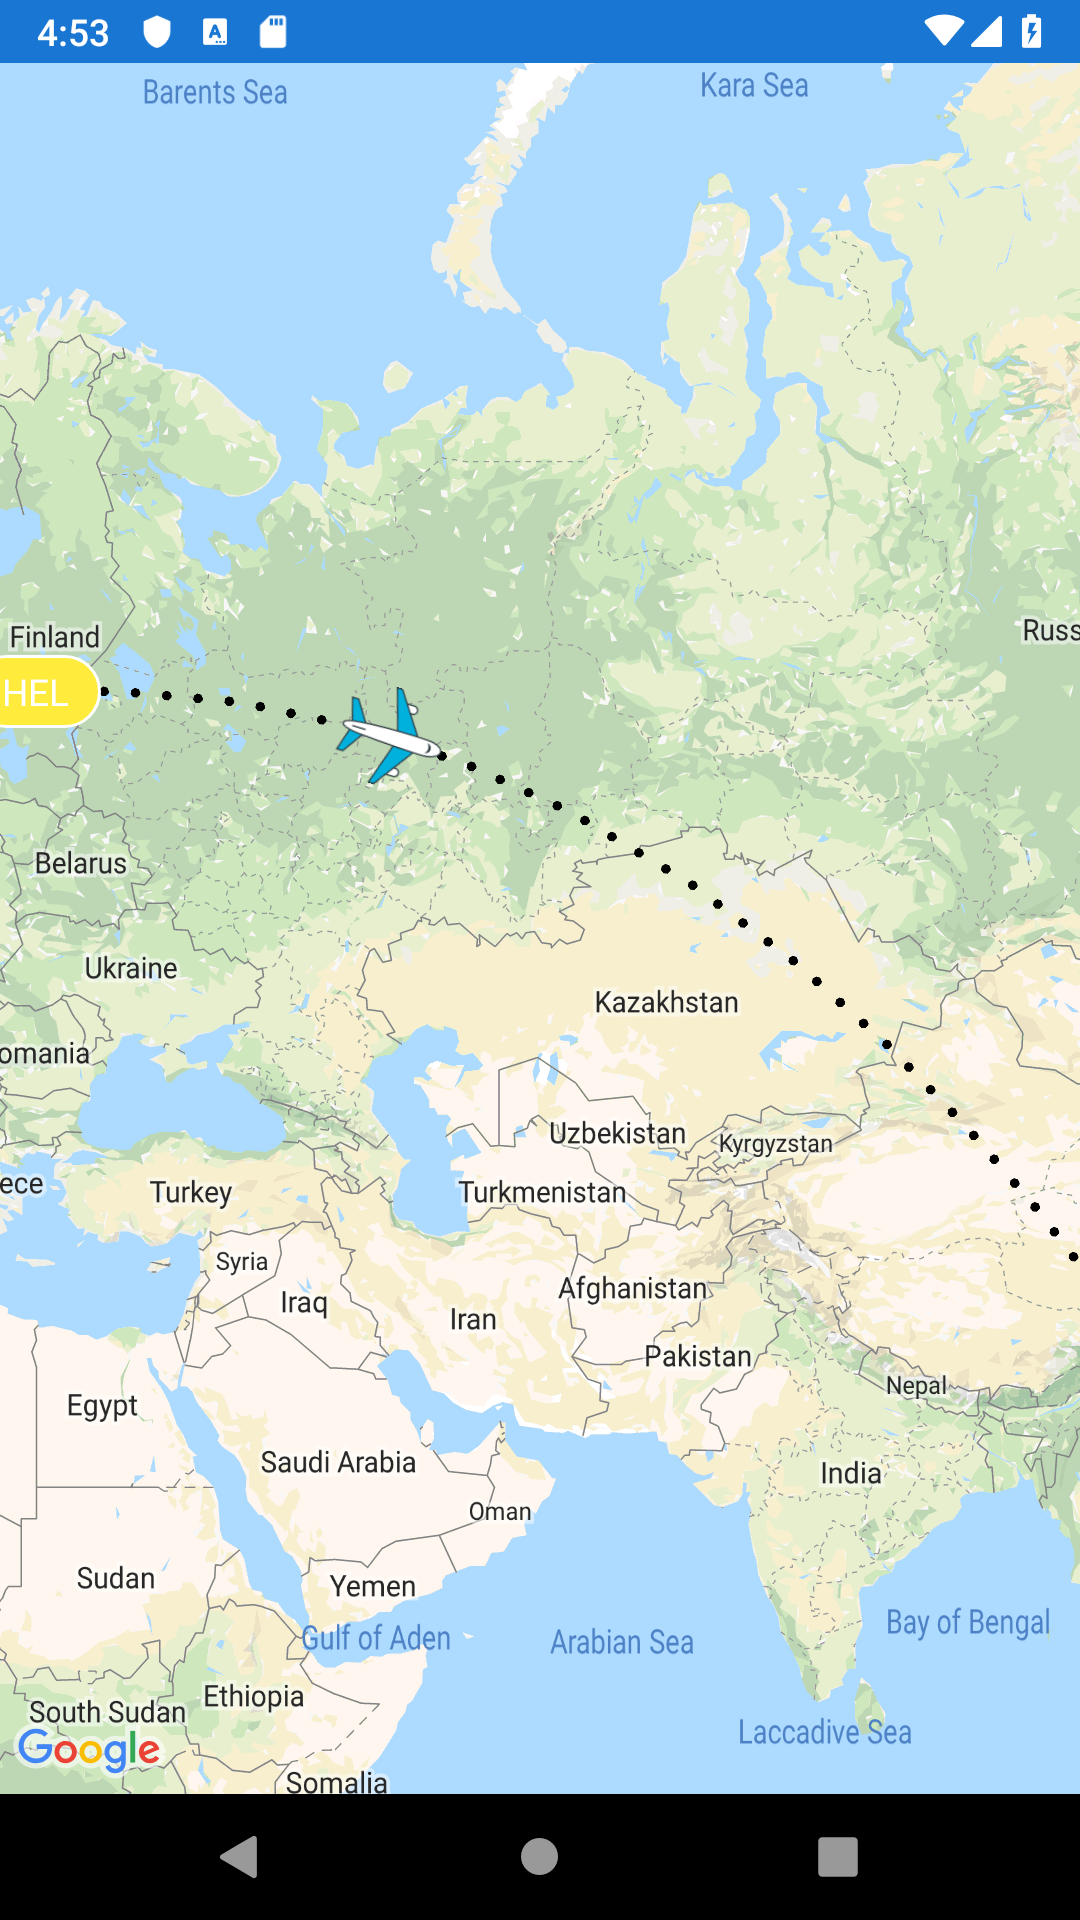 4:53
Barents Sea
Kara Sea
Finland
Russ
HEL
Belarus
Ukraine
Kazakhstan
omania
Uzbekistan
Kyrgyzstan
ece
Turkey
Turkmenistan
Syria
Afghanistan
Iraq
Iran
Pakistan
Nepal
Egypt
Saudi Arabia
India
Oman
Sudan
Yemen
Gulf of Aden
Arabian Sea
Bay of Bengal
Ethiopia
South Sudan
Laccadive Sea
Google
Somalia